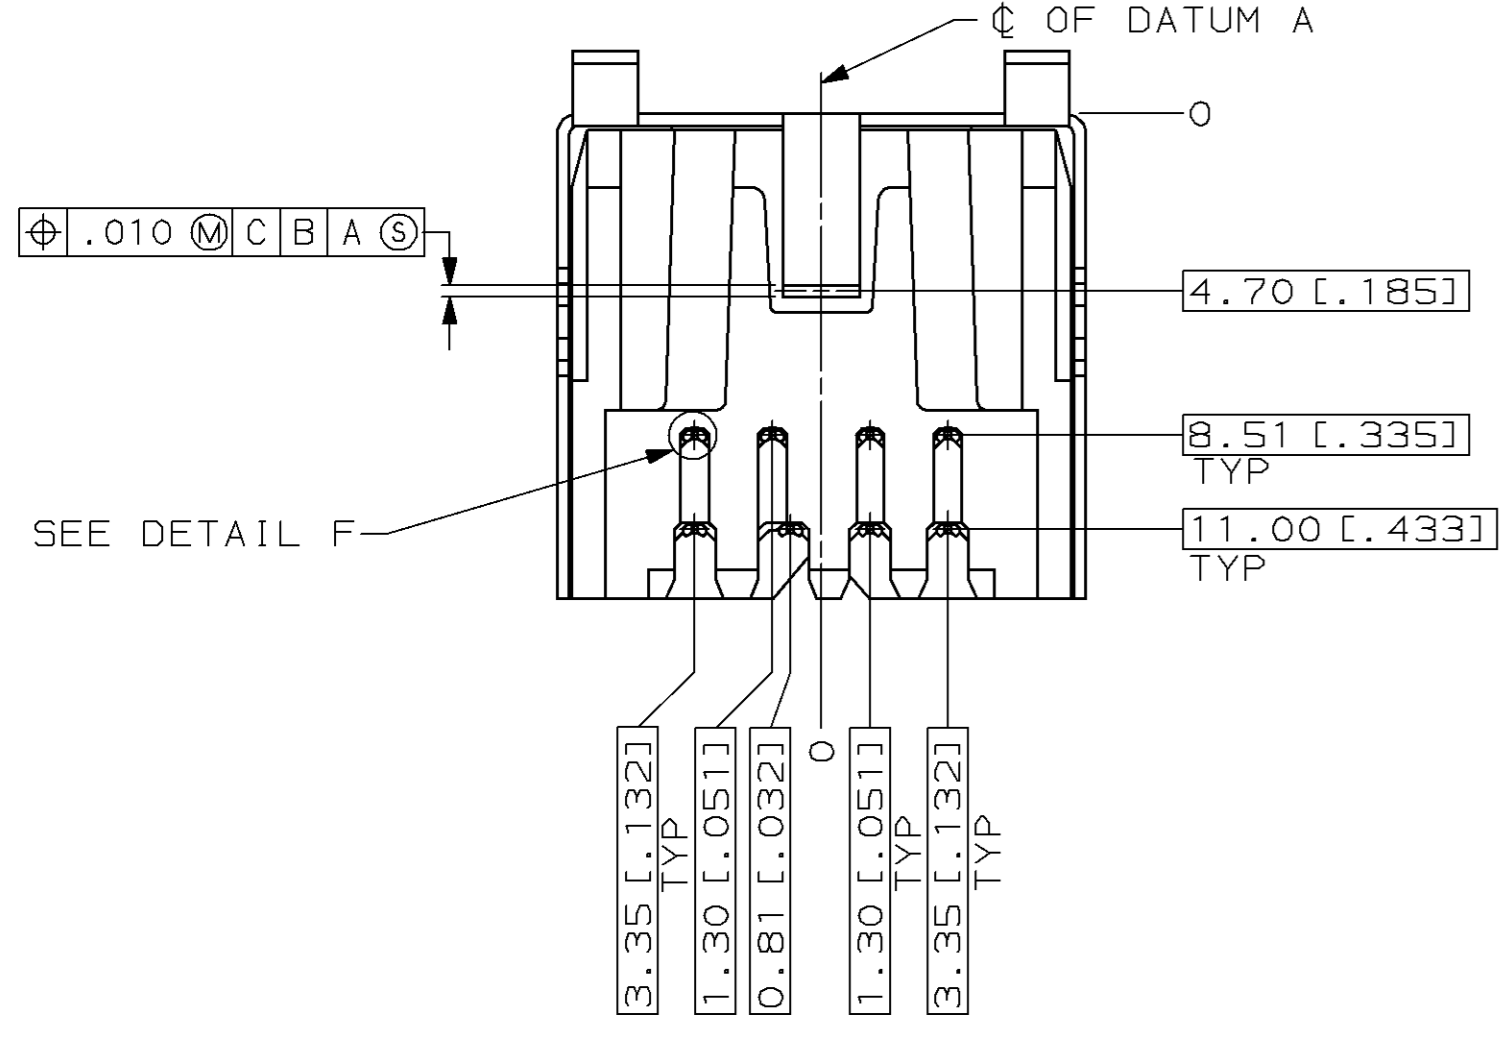 ℄ OF DATUM A
0
⌖ .010 Ⓜ C B A Ⓢ
4.70 [.185]
8.51 [.335]
TYP
SEE DETAIL F
11.00 [.433]
TYP
3.35 [.132]
TYP
1.30 [.051]
0.81 [.032]
0
1.30 [.051]
TYP
3.35 [.132]
TYP